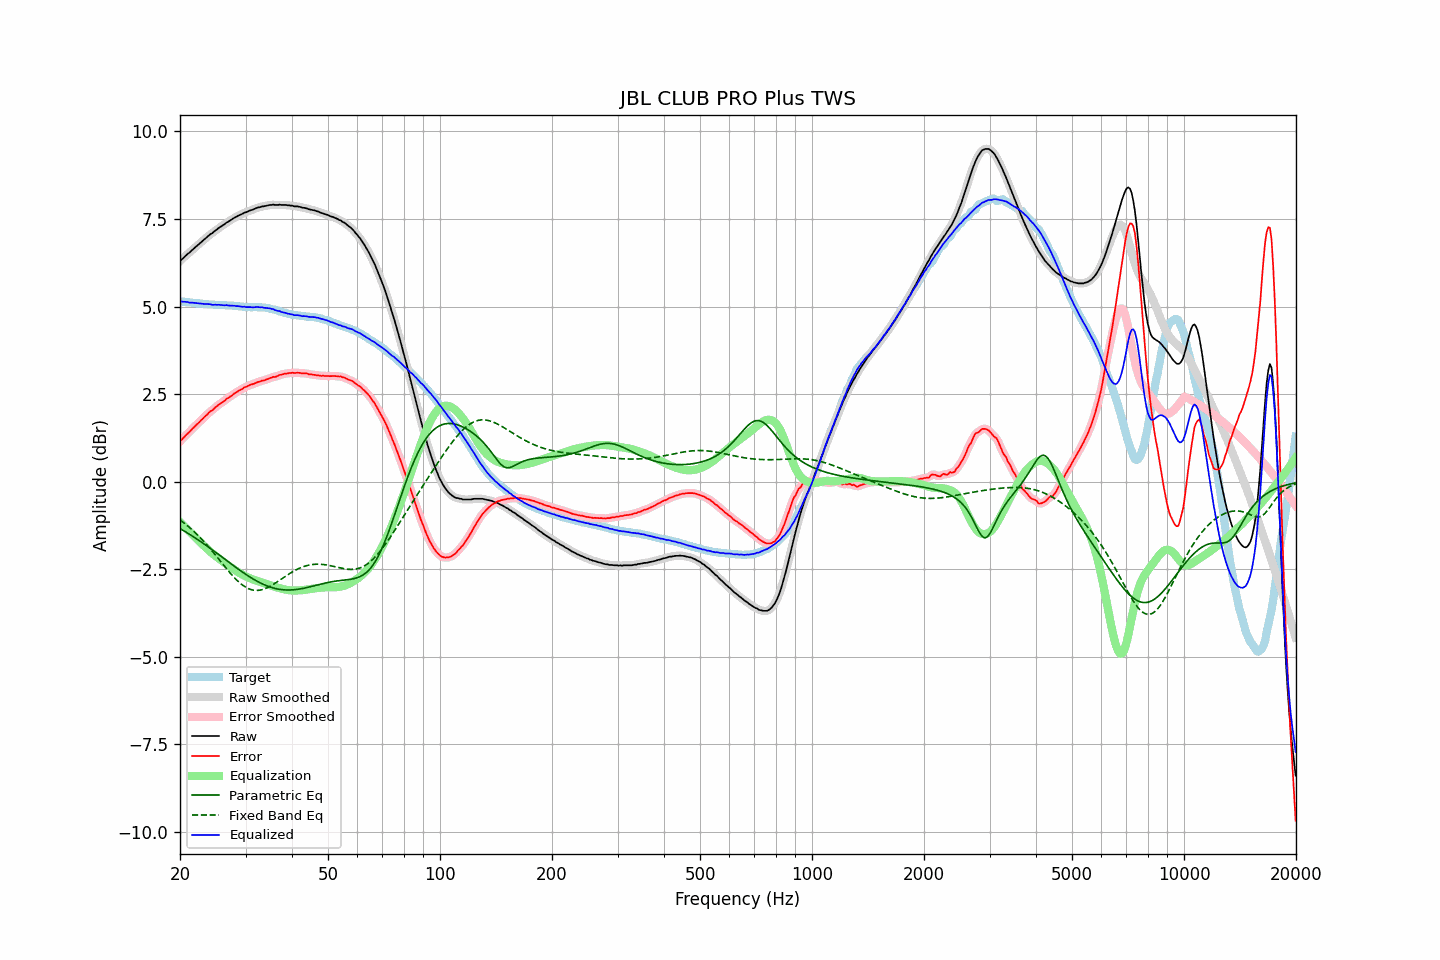 JBL CLUB PRO Plus TWS
10.0
7.5
5.0
2.5
0.0
−2.5
−5.0
−7.5
−10.0
Amplitude (dBr)
Target
Raw Smoothed
Error Smoothed
Raw
Error
Equalization
Parametric Eq
Fixed Band Eq
Equalized
20 50 100 200 500 1000 2000 5000 10000 20000
Frequency (Hz)